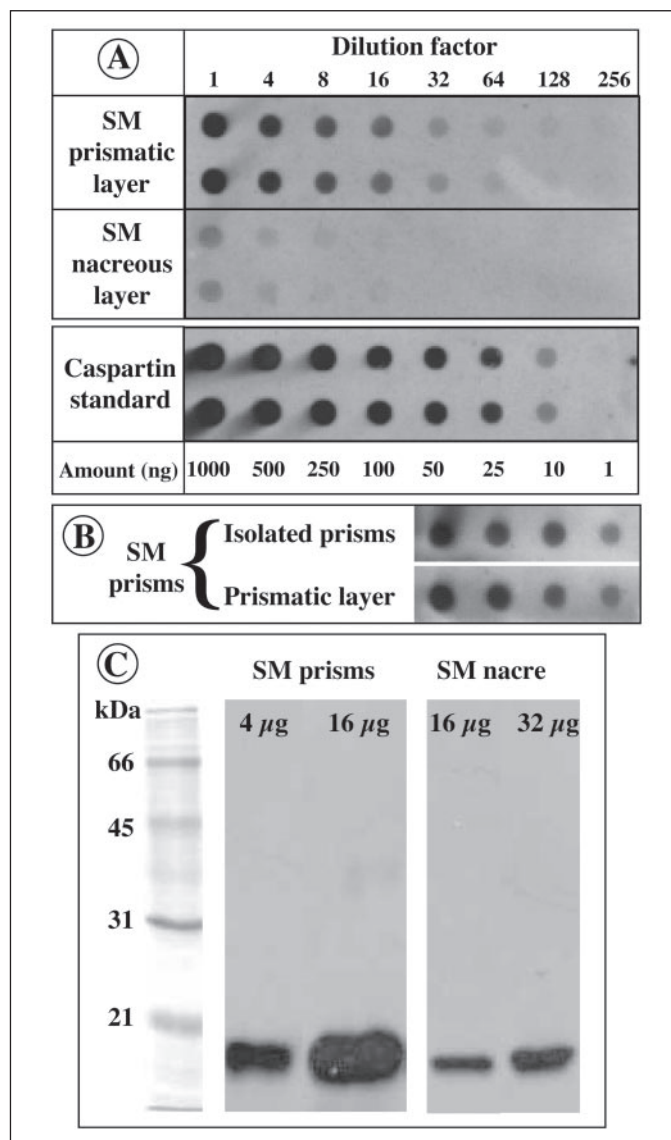 A
Dilution factor
1 4 8 16 32 64 128 256
SM
prismatic
layer
SM
nacreous
layer
Caspartin
standard
Amount (ng) 1000 500 250 100 50 25 10 1
B
SM
prisms
{
Isolated prisms
Prismatic layer
C
SM prisms SM nacre
kDa
4 µg 16 µg 16 µg 32 µg
66
45
31
21